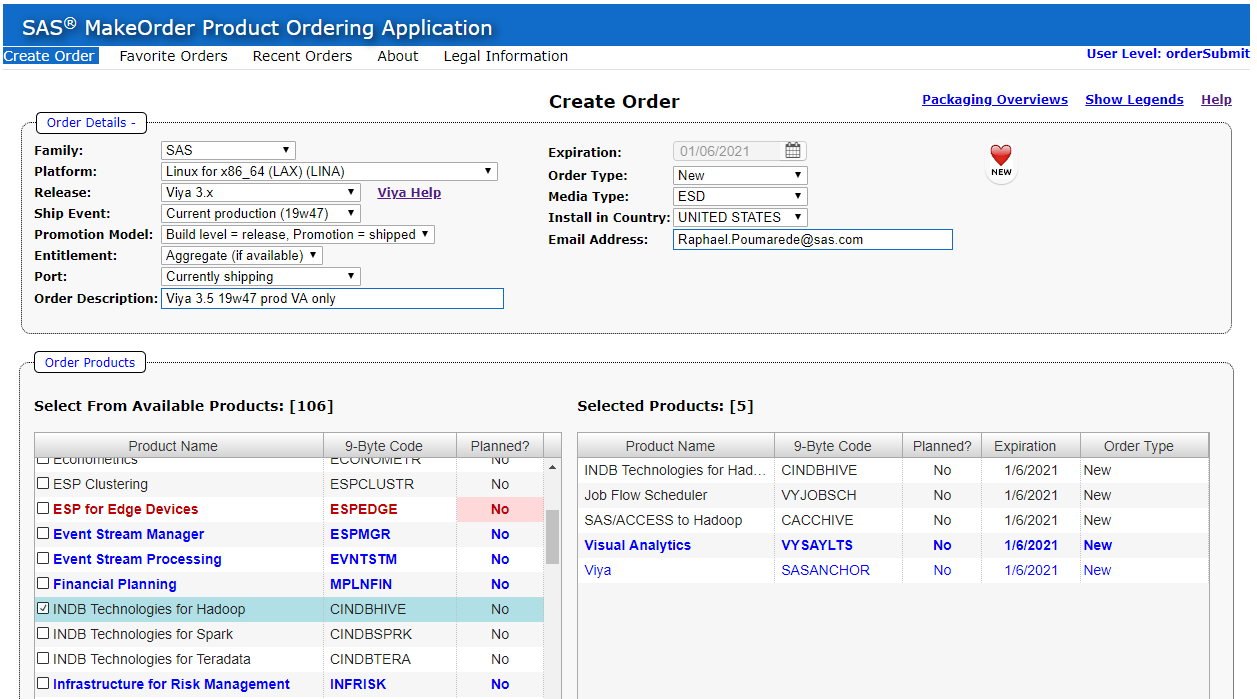 SAS® MakeOrder Product Ordering Application
Create Order Favorite Orders Recent Orders About Legal Information User Level: orderSubmit
Create Order Packaging Overviews Show Legends Help
Order Details -
Family: SAS
Platform: Linux for x86_64 (LAX) (LINA)
Release: Viya 3.x Viya Help
Ship Event: Current production (19w47)
Promotion Model: Build level = release, Promotion = shipped
Entitlement: Aggregate (if available)
Port: Currently shipping
Order Description: Viya 3.5 19w47 prod VA only
Expiration: 01/06/2021
Order Type: New
Media Type: ESD
Install in Country: UNITED STATES
Email Address: Raphael.Poumarede@sas.com
NEW
Order Products
Select From Available Products: [106]
Product Name 9-Byte Code Planned?
Econometrics ECONOMETR No
ESP Clustering ESPCLUSTR No
ESP for Edge Devices ESPEDGE No
Event Stream Manager ESPMGR No
Event Stream Processing EVNTSTM No
Financial Planning MPLNFIN No
INDB Technologies for Hadoop CINDBHIVE No
INDB Technologies for Spark CINDBSPRK No
INDB Technologies for Teradata CINDBTERA No
Infrastructure for Risk Management INFRISK No
Selected Products: [5]
Product Name 9-Byte Code Planned? Expiration Order Type
INDB Technologies for Had... CINDBHIVE No 1/6/2021 New
Job Flow Scheduler VYJOBSCH No 1/6/2021 New
SAS/ACCESS to Hadoop CACCHIVE No 1/6/2021 New
Visual Analytics VYSAYLTS No 1/6/2021 New
Viya SASANCHOR No 1/6/2021 New